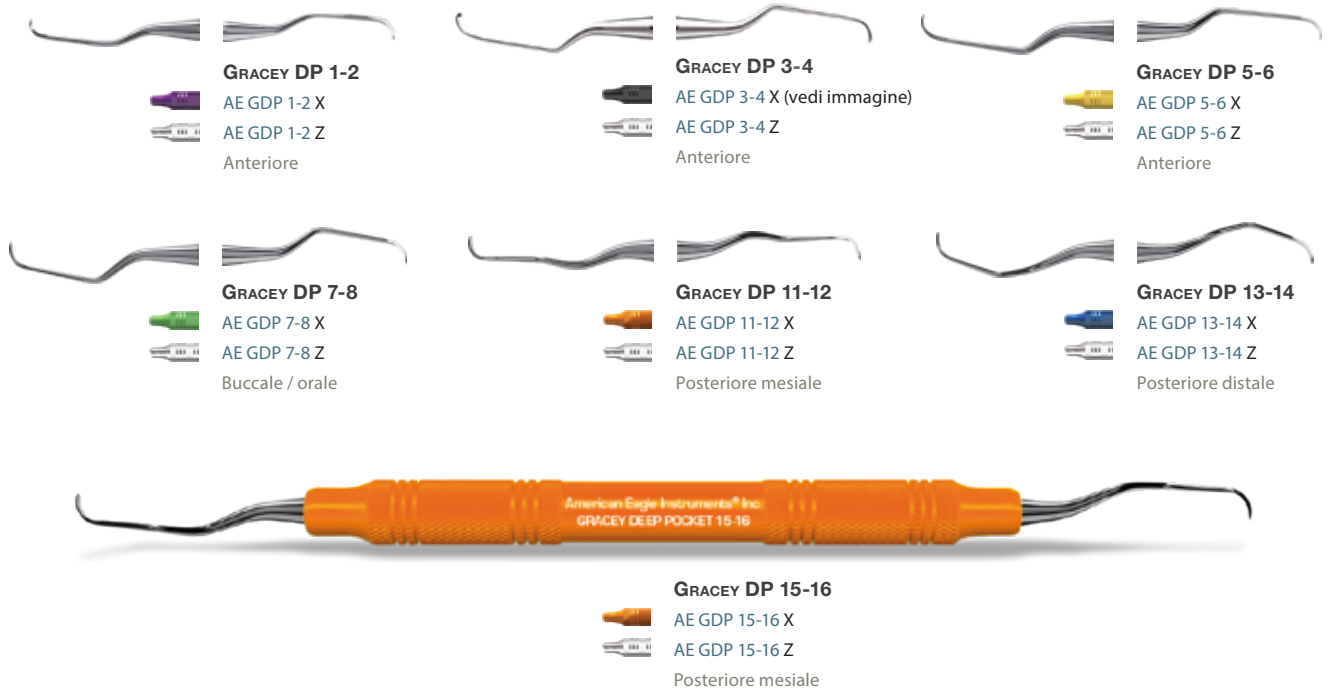 GRACEY DP 1-2
AE GDP 1-2 X
AE GDP 1-2 Z
Anteriore
GRACEY DP 3-4
AE GDP 3-4 X (vedi immagine)
AE GDP 3-4 Z
Anteriore
GRACEY DP 5-6
AE GDP 5-6 X
AE GDP 5-6 Z
Anteriore
GRACEY DP 7-8
AE GDP 7-8 X
AE GDP 7-8 Z
Buccale / orale
GRACEY DP 11-12
AE GDP 11-12 X
AE GDP 11-12 Z
Posteriore mesiale
GRACEY DP 13-14
AE GDP 13-14 X
AE GDP 13-14 Z
Posteriore distale
American Eagle Instruments® Inc.
GRACEY DEEP POCKET 15-16
GRACEY DP 15-16
AE GDP 15-16 X
AE GDP 15-16 Z
Posteriore mesiale